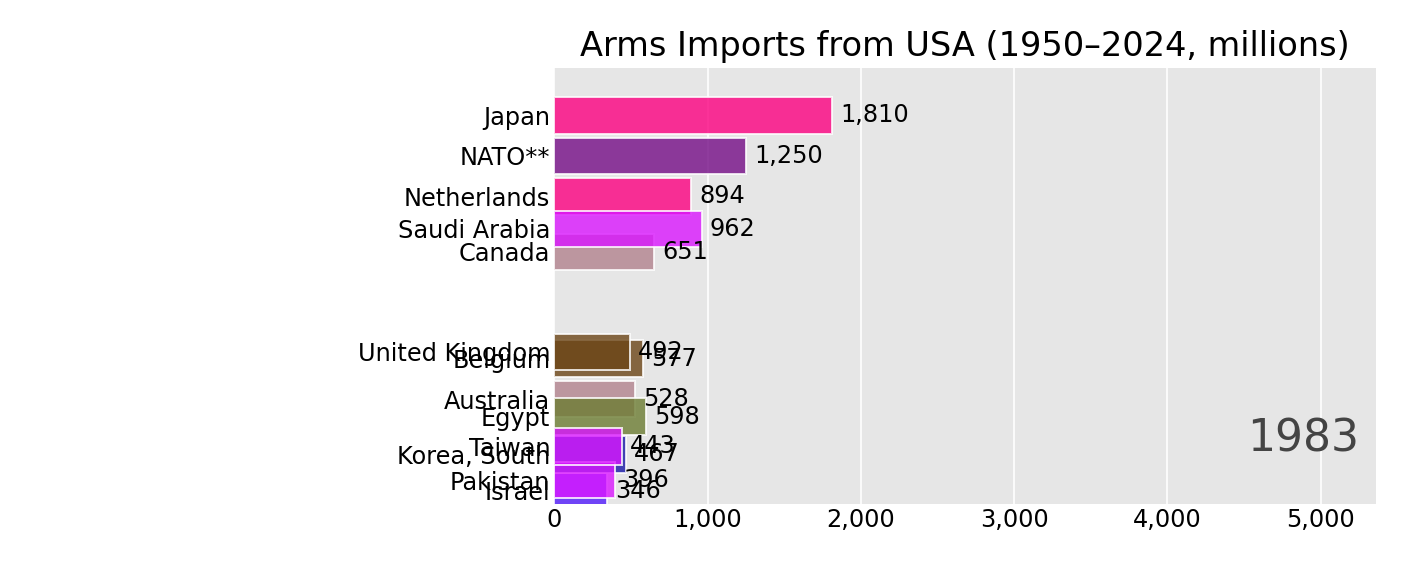 Arms Imports from USA (1950–2024, millions)
Japan 1,810
NATO** 1,250
Netherlands 894
Saudi Arabia 962
Canada 651
United Kingdom 492
Belgium 577
Australia 528
Egypt 598
Taiwan 443
Korea, South 467
Pakistan 396
Israel 346
1983
0 1,000 2,000 3,000 4,000 5,000